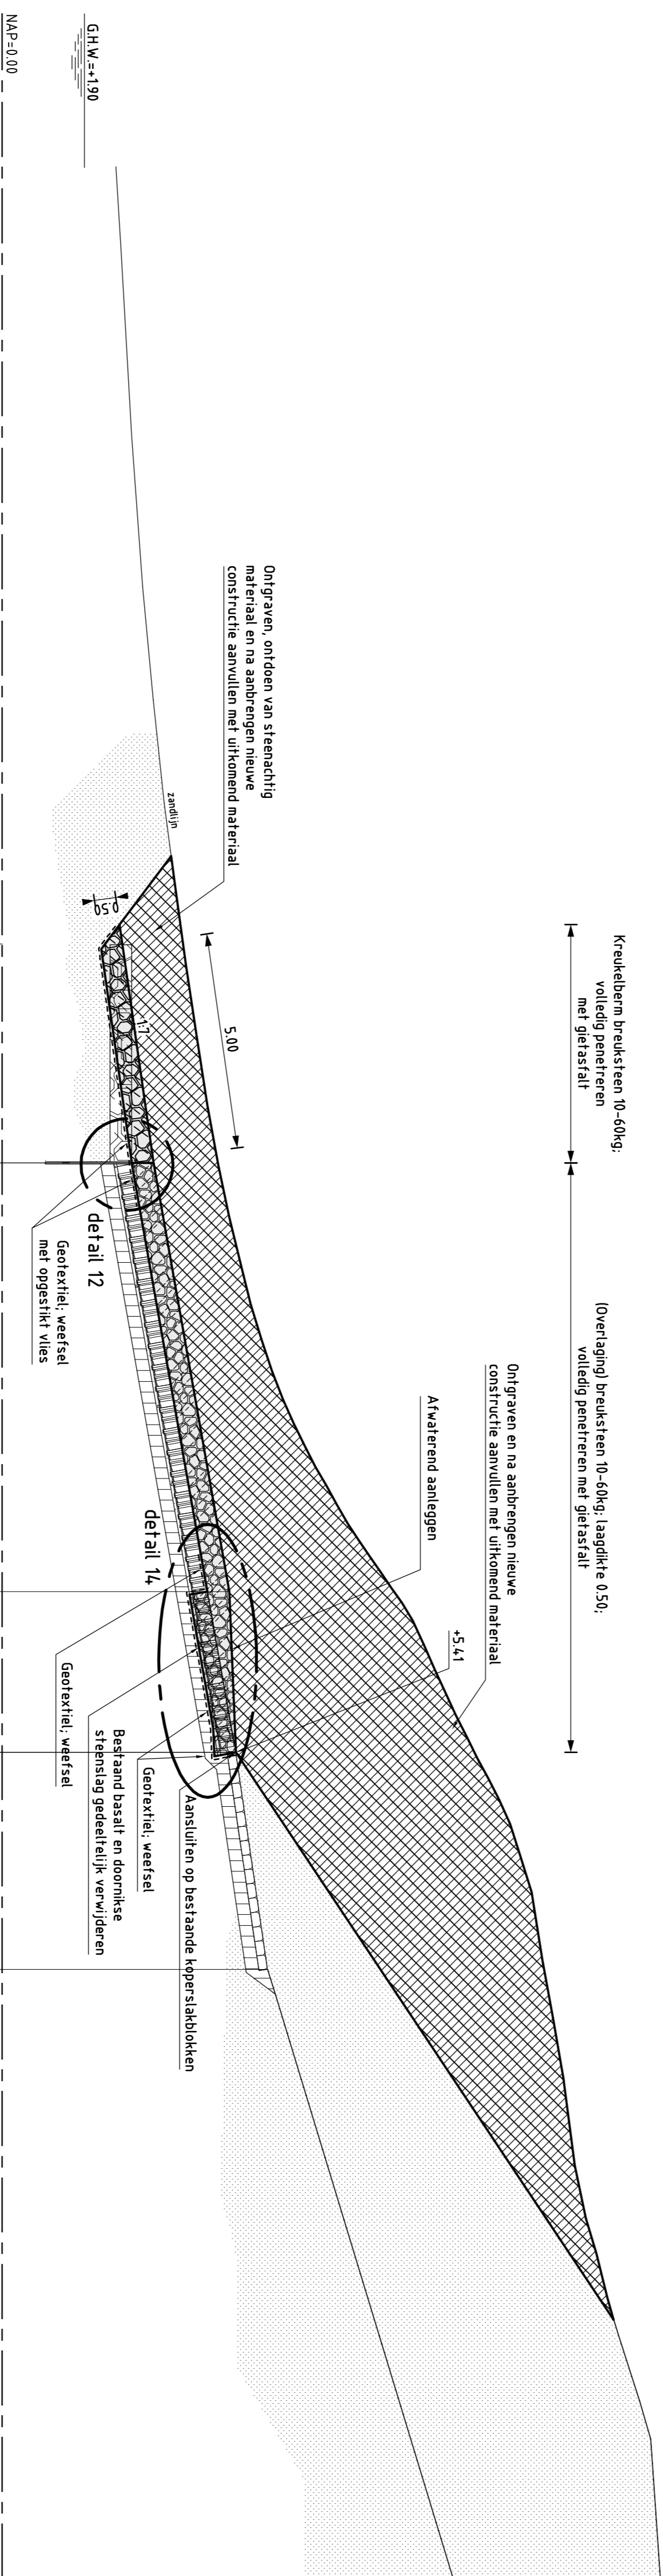 NAP=0.00
G.H.W.=+1.90
Ontgraven, ontdoen van steenachtig
materiaal en na aanbrengen nieuwe
constructie aanvullen met uitkomend materiaal
zandlijn
0.50
1:7
5.00
Kreukelberm breuksteen 10-60kg;
volledig penetreren
met gietasfalt
(Overlaging) breuksteen 10-60kg; laagdikte 0.50;
volledig penetreren met gietasfalt
Ontgraven en na aanbrengen nieuwe
constructie aanvullen met uitkomend materiaal
Afwaterend aanleggen
+5.41
detail 12
Geotextiel; weefsel
met opgestikt vlies
detail 14
Geotextiel; weefsel
Bestaand basalt en doornikse
steenslag gedeeltelijk verwijderen
Geotextiel; weefsel
Aansluiten op bestaande koperslakblokken